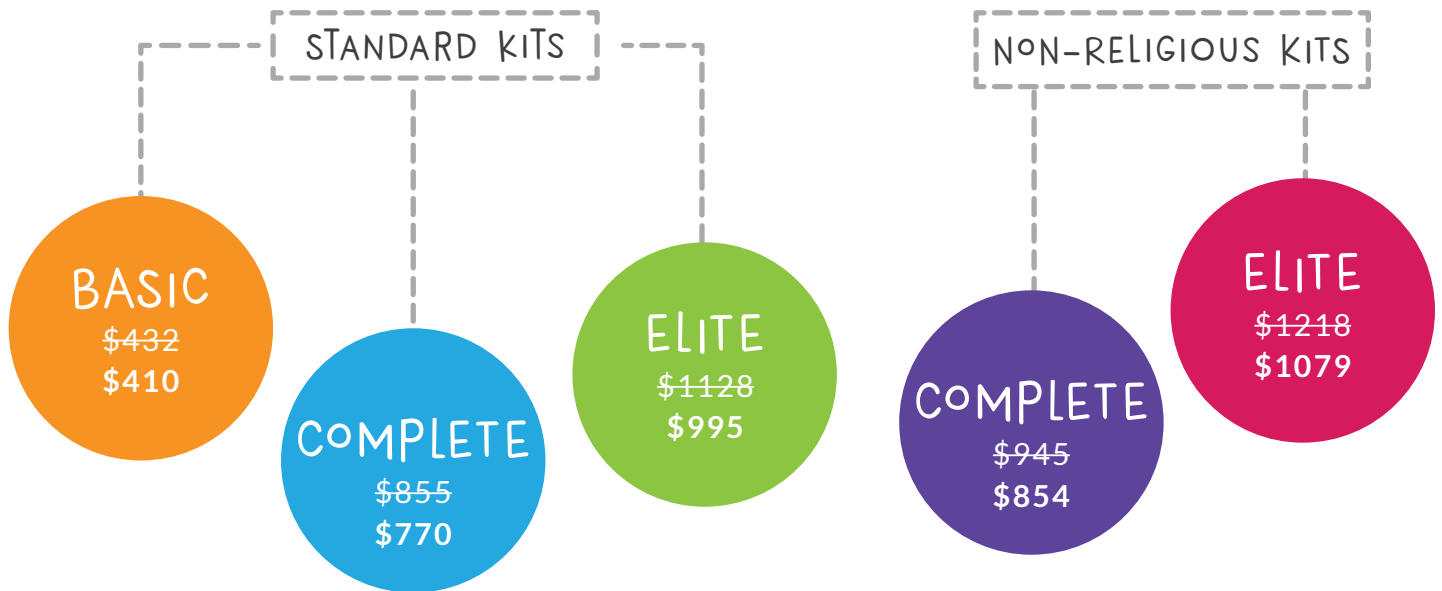 STANDARD KITS
BASIC
$432
$410
COMPLETE
$855
$770
ELITE
$1128
$995
NON-RELIGIOUS KITS
COMPLETE
$945
$854
ELITE
$1218
$1079